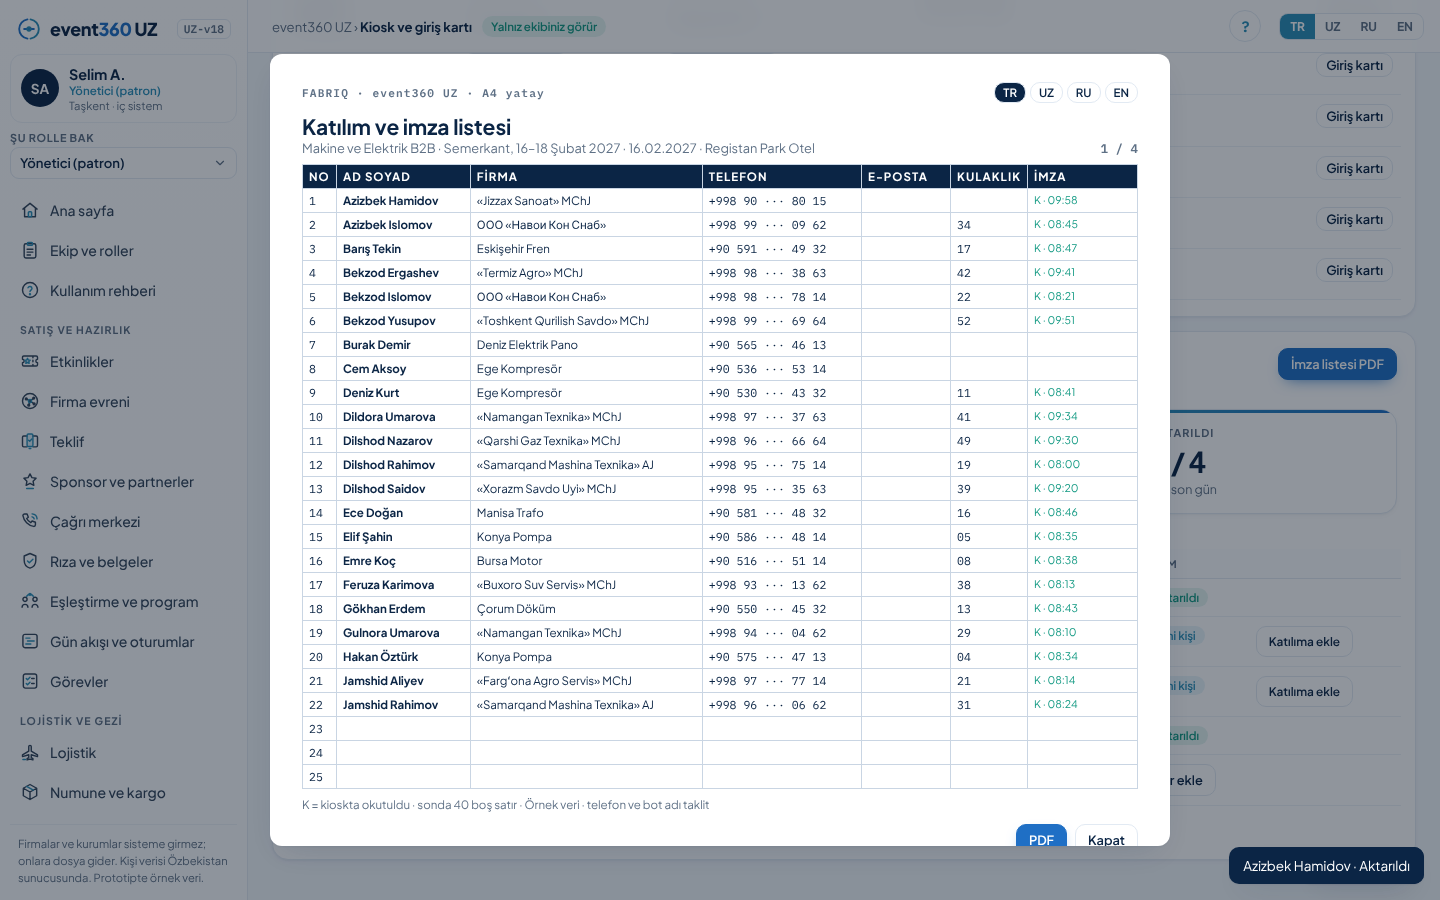 event360 UZ UZ-v18
SA Selim A.
Yönetici (patron)
Taşkent · iç sistem
ŞU ROLLE BAK
Yönetici (patron)
Ana sayfa
Ekip ve roller
Kullanım rehberi
SATIŞ VE HAZIRLIK
Etkinlikler
Firma evreni
Teklif
Sponsor ve partnerler
Çağrı merkezi
Rıza ve belgeler
Eşleştirme ve program
Gün akışı ve oturumlar
Görevler
LOJİSTİK VE GEZİ
Lojistik
Numune ve kargo
Firmalar ve kurumlar sisteme girmez;
onlara dosya gider. Kişi verisi Özbekistan
sunucusunda. Prototipte örnek veri.
event360 UZ › Kiosk ve giriş kartı Yalnız ekibiniz görür ? TR UZ RU EN
FABRIQ · event360 UZ · A4 yatay TR UZ RU EN
Katılım ve imza listesi
Makine ve Elektrik B2B · Semerkant, 16–18 Şubat 2027 · 16.02.2027 · Registan Park Otel 1 / 4
NO AD SOYAD FİRMA TELEFON E-POSTA KULAKLIK İMZA
1 Azizbek Hamidov «Jizzax Sanoat» MChJ +998 90 ··· 80 15 K · 09:58
2 Azizbek Islomov ООО «Навои Кон Снаб» +998 99 ··· 09 62 34 K · 08:45
3 Barış Tekin Eskişehir Fren +90 591 ··· 49 32 17 K · 08:47
4 Bekzod Ergashev «Termiz Agro» MChJ +998 98 ··· 38 63 42 K · 09:41
5 Bekzod Islomov ООО «Навои Кон Снаб» +998 98 ··· 78 14 22 K · 08:21
6 Bekzod Yusupov «Toshkent Qurilish Savdo» MChJ +998 99 ··· 69 64 52 K · 09:51
7 Burak Demir Deniz Elektrik Pano +90 565 ··· 46 13
8 Cem Aksoy Ege Kompresör +90 536 ··· 53 14
9 Deniz Kurt Ege Kompresör +90 530 ··· 43 32 11 K · 08:41
10 Dildora Umarova «Namangan Texnika» MChJ +998 97 ··· 37 63 41 K · 09:34
11 Dilshod Nazarov «Qarshi Gaz Texnika» MChJ +998 96 ··· 66 64 49 K · 09:30
12 Dilshod Rahimov «Samarqand Mashina Texnika» AJ +998 95 ··· 75 14 19 K · 08:00
13 Dilshod Saidov «Xorazm Savdo Uyi» MChJ +998 95 ··· 35 63 39 K · 09:20
14 Ece Doğan Manisa Trafo +90 581 ··· 48 32 16 K · 08:46
15 Elif Şahin Konya Pompa +90 586 ··· 48 14 05 K · 08:35
16 Emre Koç Bursa Motor +90 516 ··· 51 14 08 K · 08:38
17 Feruza Karimova «Buxoro Suv Servis» MChJ +998 93 ··· 13 62 38 K · 08:13
18 Gökhan Erdem Çorum Döküm +90 550 ··· 45 32 13 K · 08:43
19 Gulnora Umarova «Namangan Texnika» MChJ +998 94 ··· 04 62 29 K · 08:10
20 Hakan Öztürk Konya Pompa +90 575 ··· 47 13 04 K · 08:34
21 Jamshid Aliyev «Fargʻona Agro Servis» MChJ +998 97 ··· 77 14 21 K · 08:14
22 Jamshid Rahimov «Samarqand Mashina Texnika» AJ +998 96 ··· 06 62 31 K · 08:24
23
24
25
K = kioskta okutuldu · sonda 40 boş satır · Örnek veri · telefon ve bot adı taklit
PDF Kapat
Giriş kartı
Giriş kartı
Giriş kartı
Giriş kartı
Giriş kartı
İmza listesi PDF
TARILDI
/ 4
son gün
tarıldı
kişi Katılıma ekle
kişi Katılıma ekle
tarıldı
ekle
Azizbek Hamidov · Aktarıldı